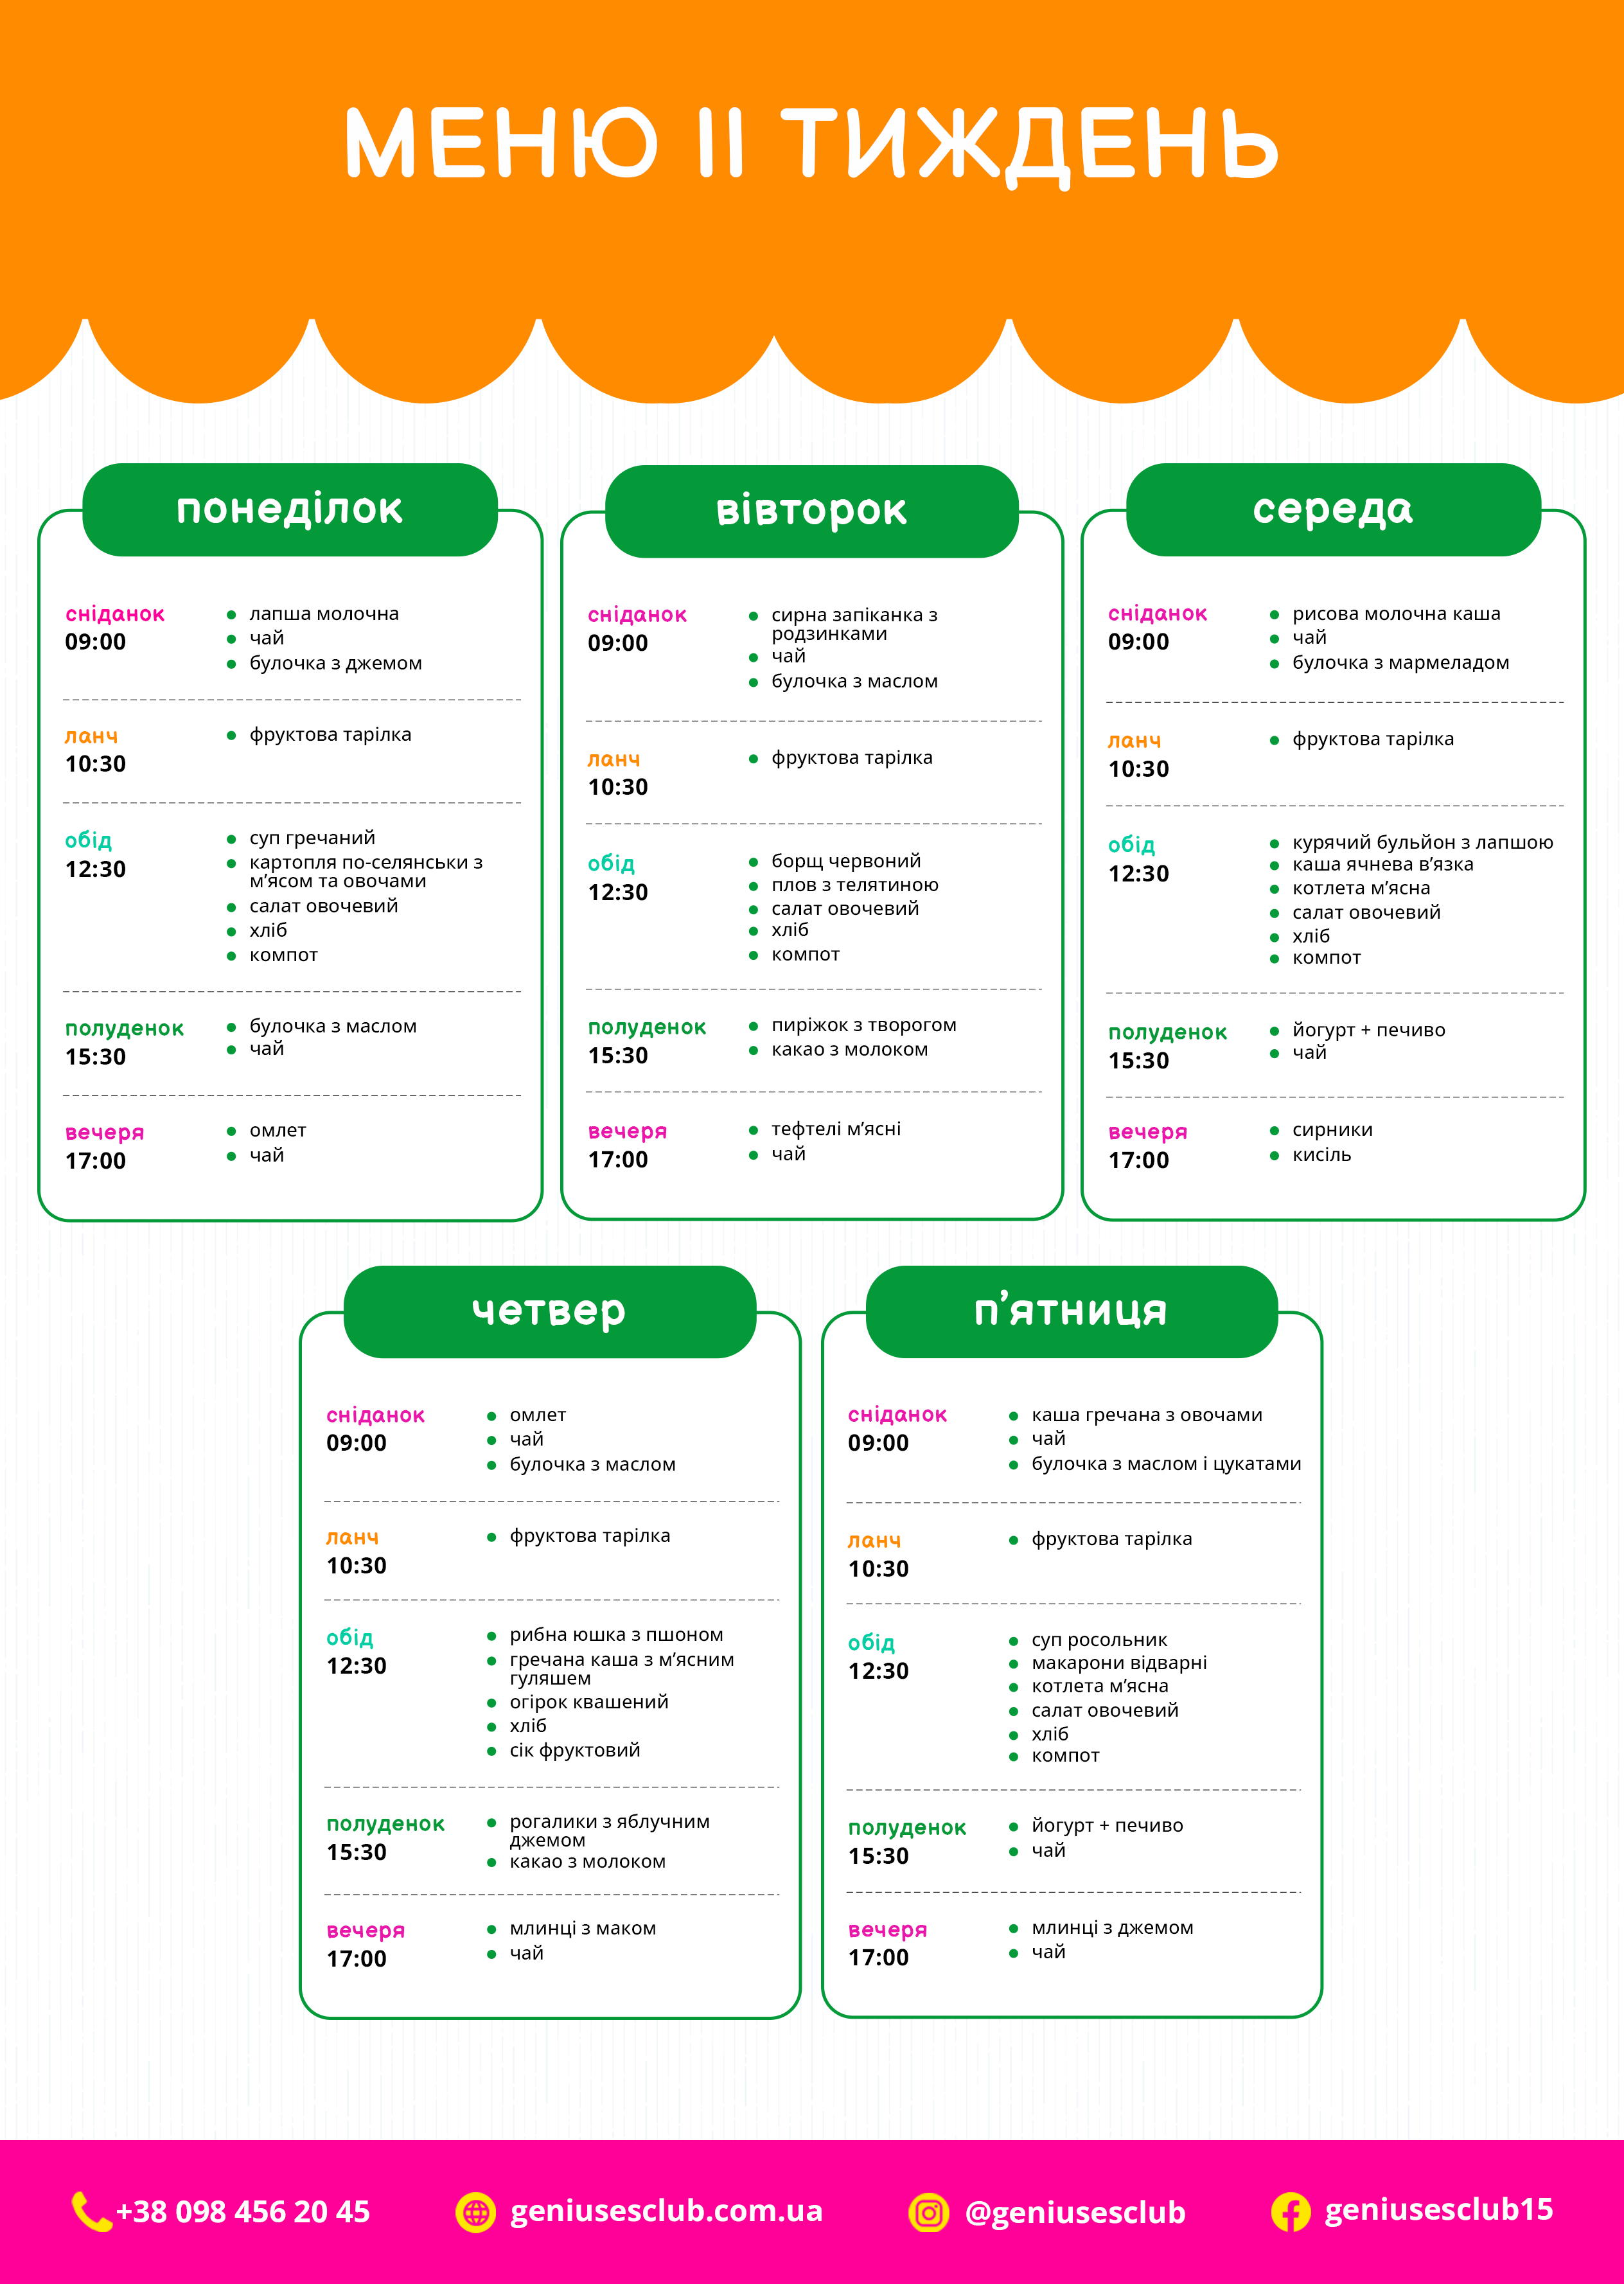 МЕНЮ II ТИЖДЕНЬ
понеділок
сніданок
09:00
лапша молочна
чай
булочка з джемом
ланч
10:30
фруктова тарілка
обід
12:30
суп гречаний
картопля по-селянськи з
м’ясом та овочами
салат овочевий
хліб
компот
полуденок
15:30
булочка з маслом
чай
вечеря
17:00
омлет
чай
вівторок
сніданок
09:00
сирна запіканка з
родзинками
чай
булочка з маслом
ланч
10:30
фруктова тарілка
обід
12:30
борщ червоний
плов з телятиною
салат овочевий
хліб
компот
полуденок
15:30
пиріжок з творогом
какао з молоком
вечеря
17:00
тефтелі м’ясні
чай
середа
сніданок
09:00
рисова молочна каша
чай
булочка з мармеладом
ланч
10:30
фруктова тарілка
обід
12:30
курячий бульйон з лапшою
каша ячнева в’язка
котлета м’ясна
салат овочевий
хліб
компот
полуденок
15:30
йогурт + печиво
чай
вечеря
17:00
сирники
кисіль
четвер
сніданок
09:00
омлет
чай
булочка з маслом
ланч
10:30
фруктова тарілка
обід
12:30
рибна юшка з пшоном
гречана каша з м’ясним
гуляшем
огірок квашений
хліб
сік фруктовий
полуденок
15:30
рогалики з яблучним
джемом
какао з молоком
вечеря
17:00
млинці з маком
чай
п’ятниця
сніданок
09:00
каша гречана з овочами
чай
булочка з маслом і цукатами
ланч
10:30
фруктова тарілка
обід
12:30
суп росольник
макарони відварні
котлета м’ясна
салат овочевий
хліб
компот
полуденок
15:30
йогурт + печиво
чай
вечеря
17:00
млинці з джемом
чай
+38 098 456 20 45
geniusesclub.com.ua
@geniusesclub
geniusesclub15